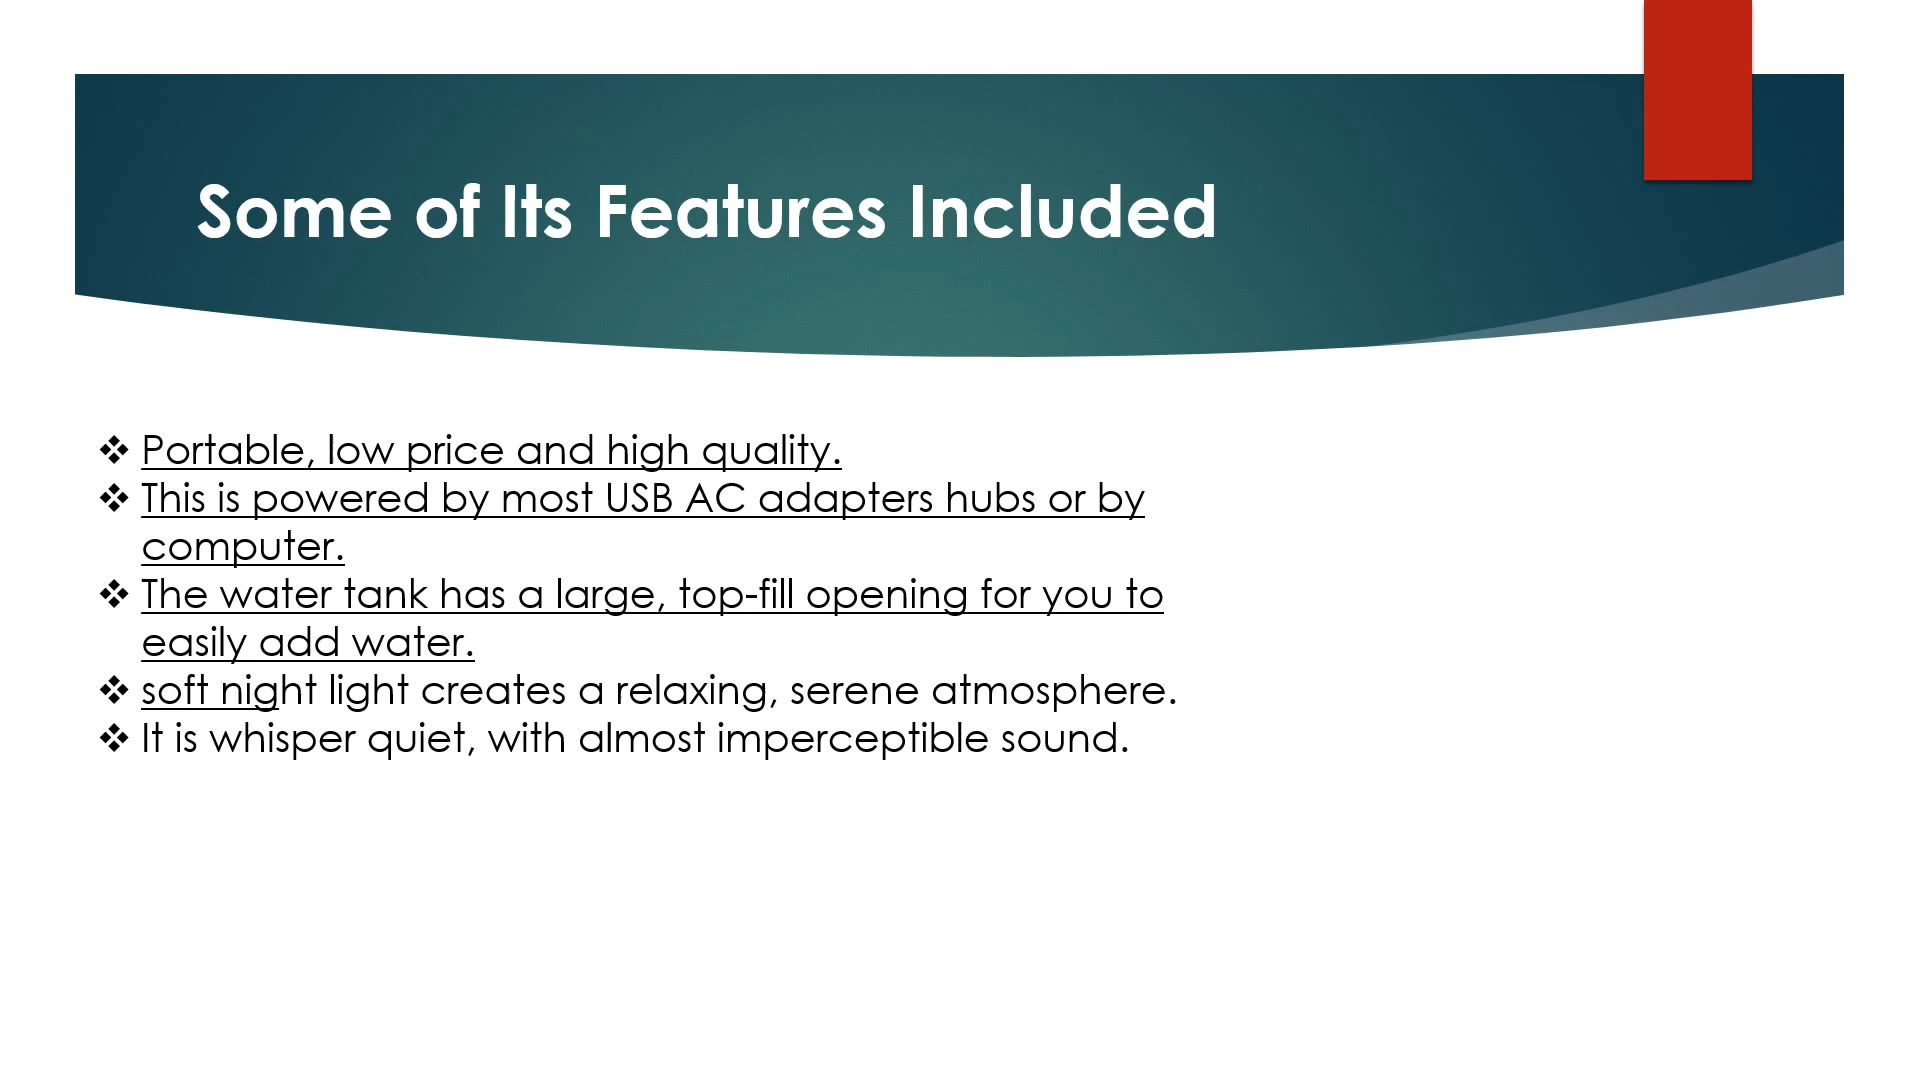 Some of Its Features Included
❖ Portable, low price and high quality.
❖ This is powered by most USB AC adapters hubs or by
computer.
❖ The water tank has a large, top-fill opening for you to
easily add water.
❖ soft night light creates a relaxing, serene atmosphere.
❖ It is whisper quiet, with almost imperceptible sound.